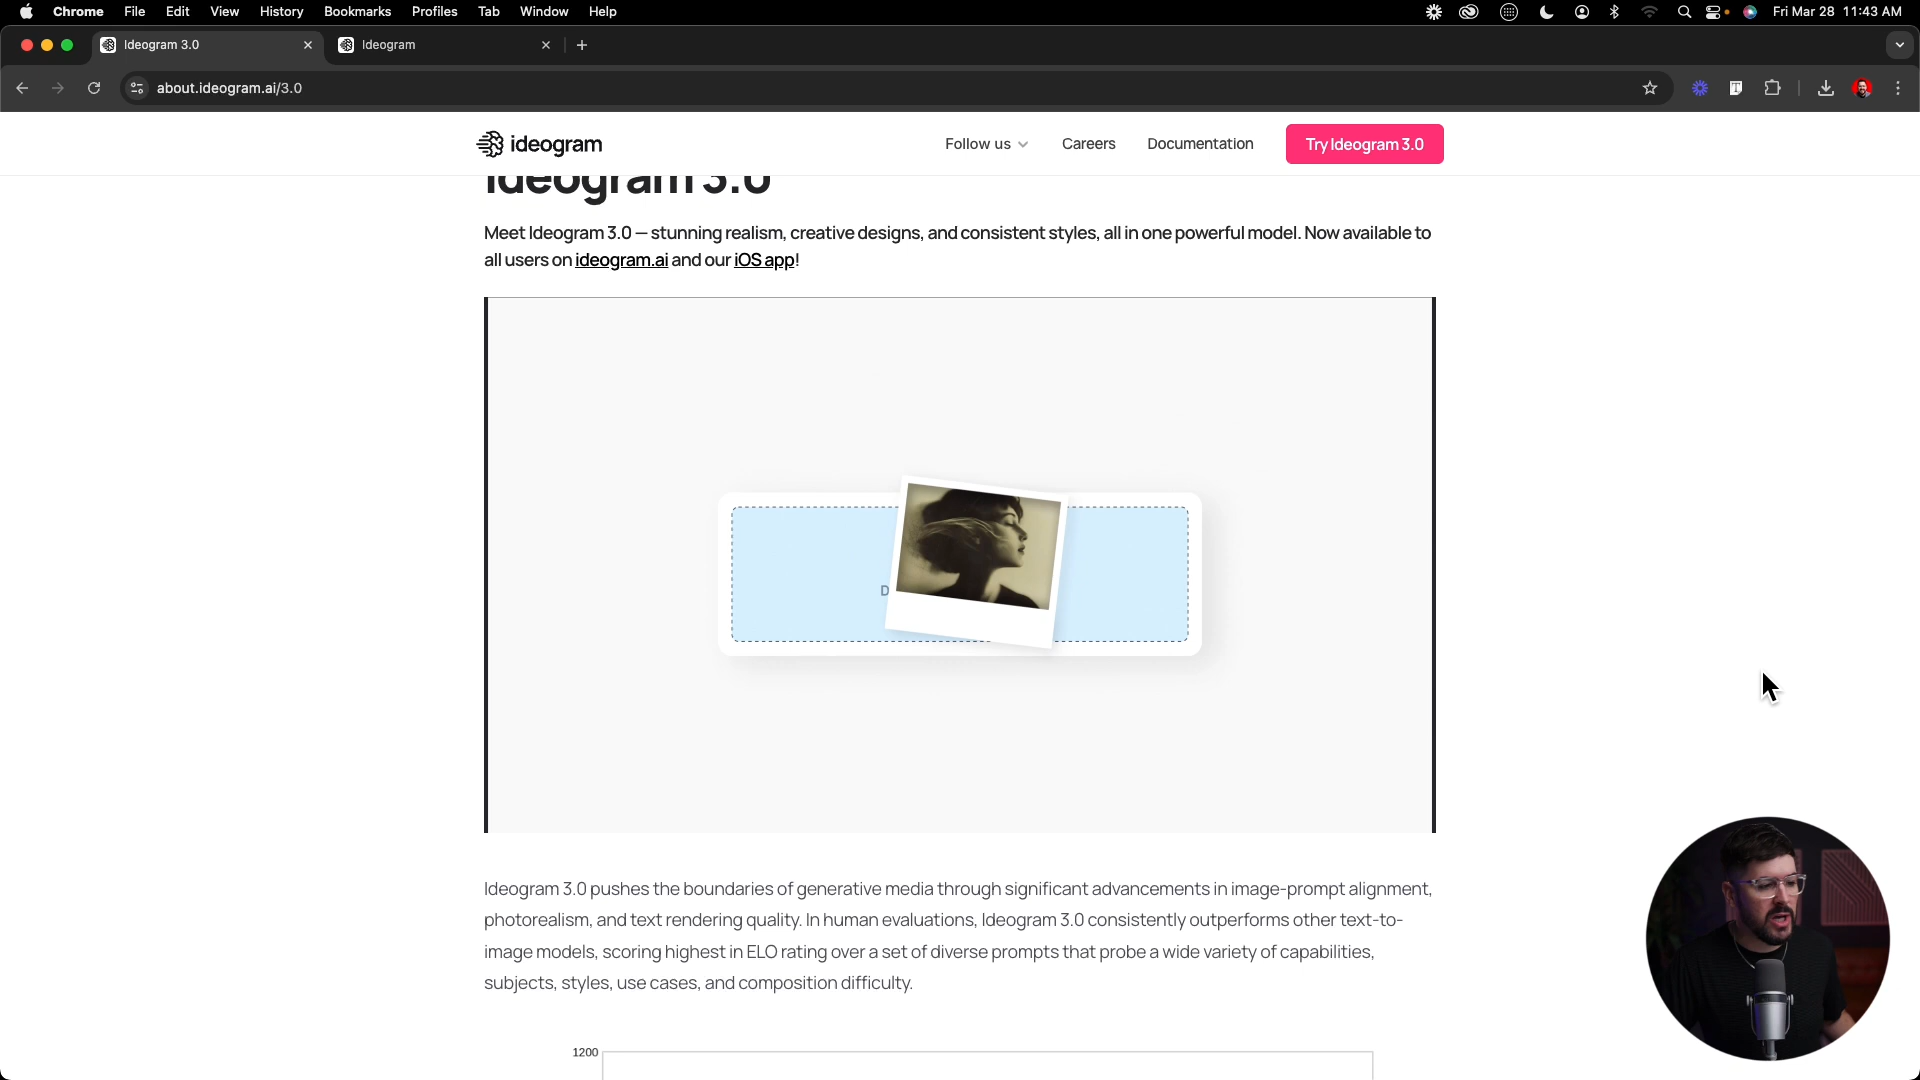 Chrome File Edit View History Bookmarks Profiles Tab Window Help Fri Mar 28 11:43 AM
Ideogram 3.0 Ideogram
about.ideogram.ai/3.0
ideogram Follow us Careers Documentation Try Ideogram 3.0
Ideogram 3.0
Meet Ideogram 3.0 — stunning realism, creative designs, and consistent styles, all in one powerful model. Now available to
all users on ideogram.ai and our iOS app!
D
Ideogram 3.0 pushes the boundaries of generative media through significant advancements in image-prompt alignment,
photorealism, and text rendering quality. In human evaluations, Ideogram 3.0 consistently outperforms other text-to-
image models, scoring highest in ELO rating over a set of diverse prompts that probe a wide variety of capabilities,
subjects, styles, use cases, and composition difficulty.
1200